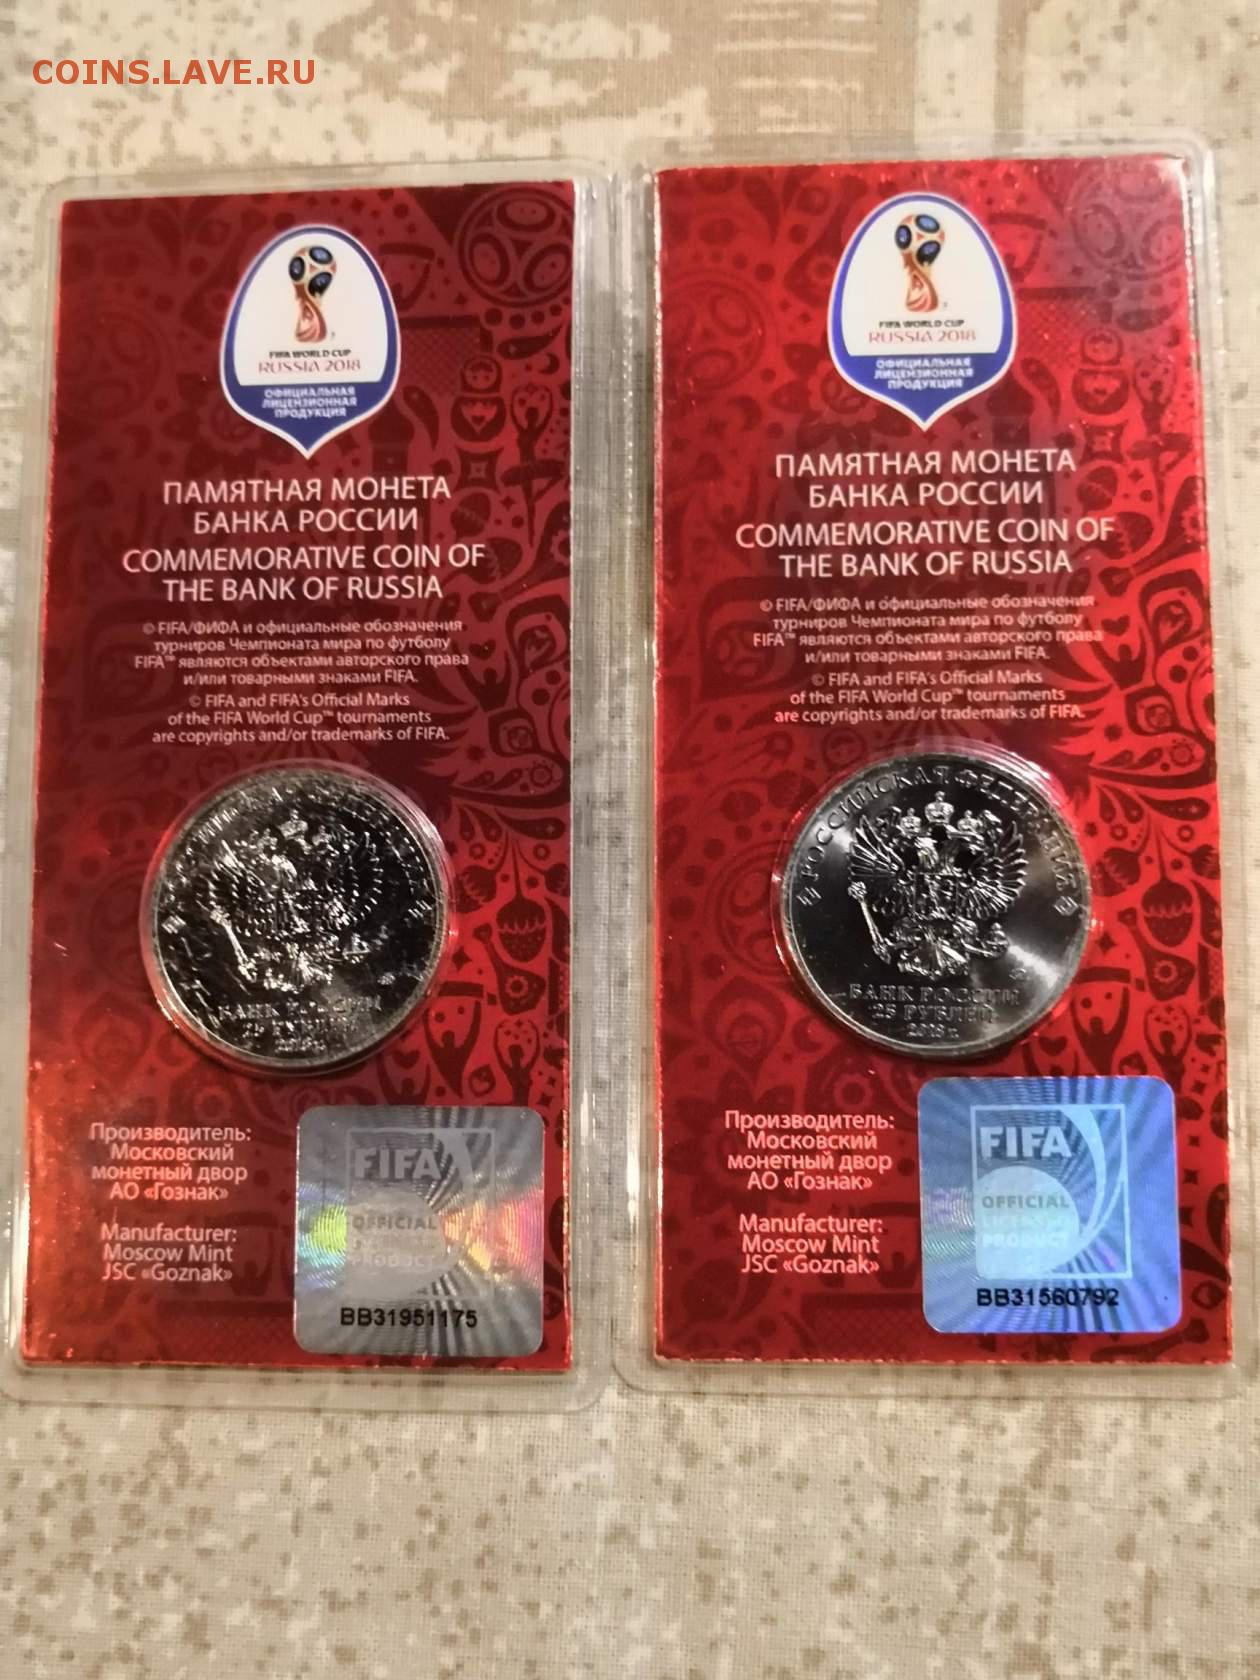 COINS.LAVE.RU
FIFA WORLD CUP
RUSSIA 2018
ОФИЦИАЛЬНАЯ
ЛИЦЕНЗИОННАЯ
ПРОДУКЦИЯ
ПАМЯТНАЯ МОНЕТА
БАНКА РОССИИ
COMMEMORATIVE COIN OF
THE BANK OF RUSSIA
© FIFA/ФИФА и официальные обозначения
турниров Чемпионата мира по футболу
FIFA™ являются объектами авторского права
и/или товарными знаками FIFA.
© FIFA and FIFA's Official Marks
of the FIFA World Cup™ tournaments
are copyrights and/or trademarks of FIFA.
БАНК РОССИИ
Производитель:
Московский
монетный двор
АО «Гознак»
Manufacturer:
Moscow Mint
JSC «Goznak»
FIFA
OFFICIAL
PRODUCT
BB31951175
FIFA WORLD CUP
RUSSIA 2018
ОФИЦИАЛЬНАЯ
ЛИЦЕНЗИОННАЯ
ПРОДУКЦИЯ
ПАМЯТНАЯ МОНЕТА
БАНКА РОССИИ
COMMEMORATIVE COIN OF
THE BANK OF RUSSIA
© FIFA/ФИФА и официальные обозначения
турниров Чемпионата мира по футболу
FIFA™ являются объектами авторского права
и/или товарными знаками FIFA.
© FIFA and FIFA's Official Marks
of the FIFA World Cup™ tournaments
are copyrights and/or trademarks of FIFA.
РОССИЙСКАЯ ФЕДЕРАЦИЯ
БАНК РОССИИ
25 РУБЛЕЙ
2018 г.
Производитель:
Московский
монетный двор
АО «Гознак»
Manufacturer:
Moscow Mint
JSC «Goznak»
FIFA
OFFICIAL
LICENSED
PRODUCT
BB31560792